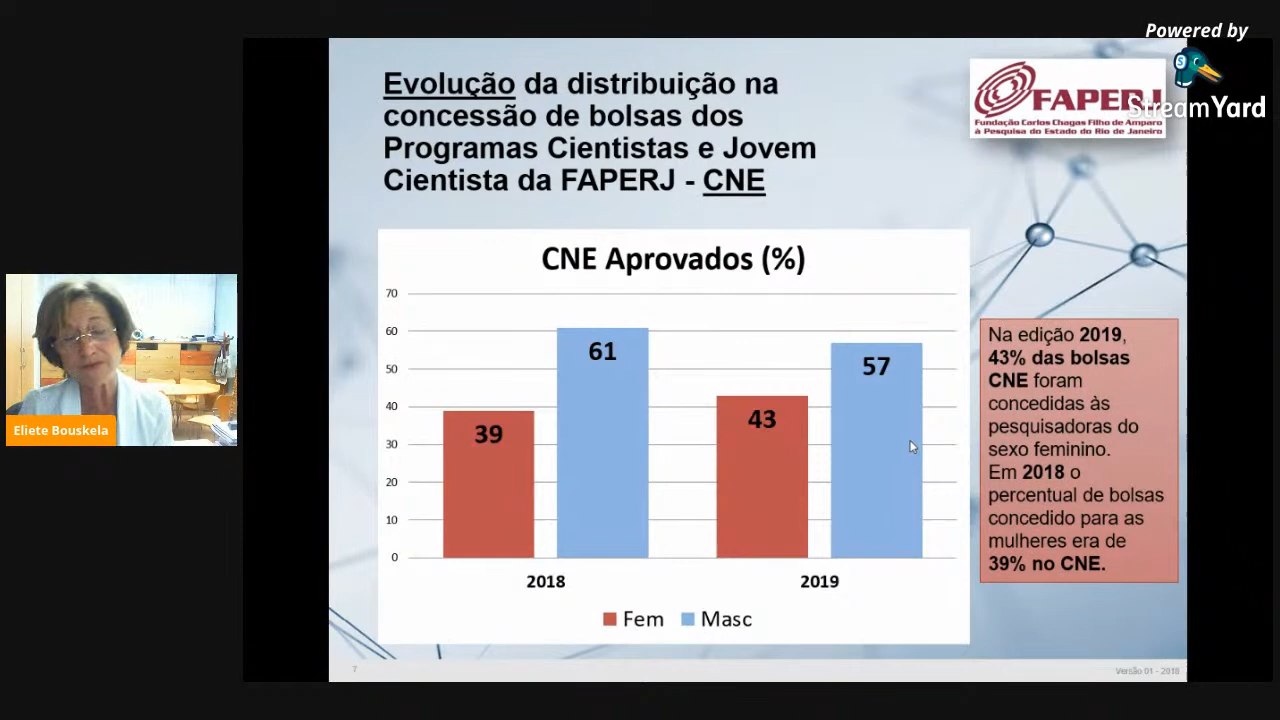 Powered by
StreamYard
Evolução da distribuição na
concessão de bolsas dos
Programas Cientistas e Jovem
Cientista da FAPERJ - CNE
FAPERJ
Fundação Carlos Chagas Filho de Amparo
à Pesquisa do Estado do Rio de Janeiro
CNE Aprovados (%)
70
60
50
40
30
20
10
0
39
61
43
57
2018
2019
Fem
Masc
Na edição 2019,
43% das bolsas
CNE foram
concedidas às
pesquisadoras do
sexo feminino.
Em 2018 o
percentual de bolsas
concedido para as
mulheres era de
39% no CNE.
Eliete Bouskela
7
Versão 01 - 2018